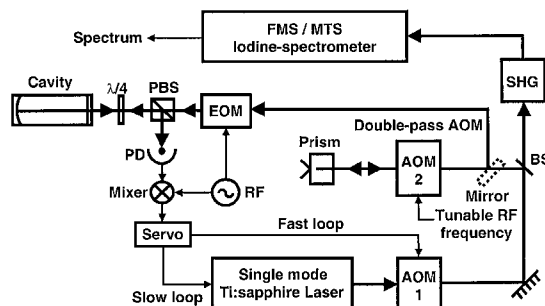 FMS / MTS
Iodine-spectrometer
Spectrum
SHG
Cavity
λ/4
PBS
EOM
Double-pass AOM
Prism
AOM
2
BS
PD
Mirror
Mixer
RF
Tunable RF
frequency
Servo
Fast loop
Single mode
Ti:sapphire Laser
AOM
1
Slow loop